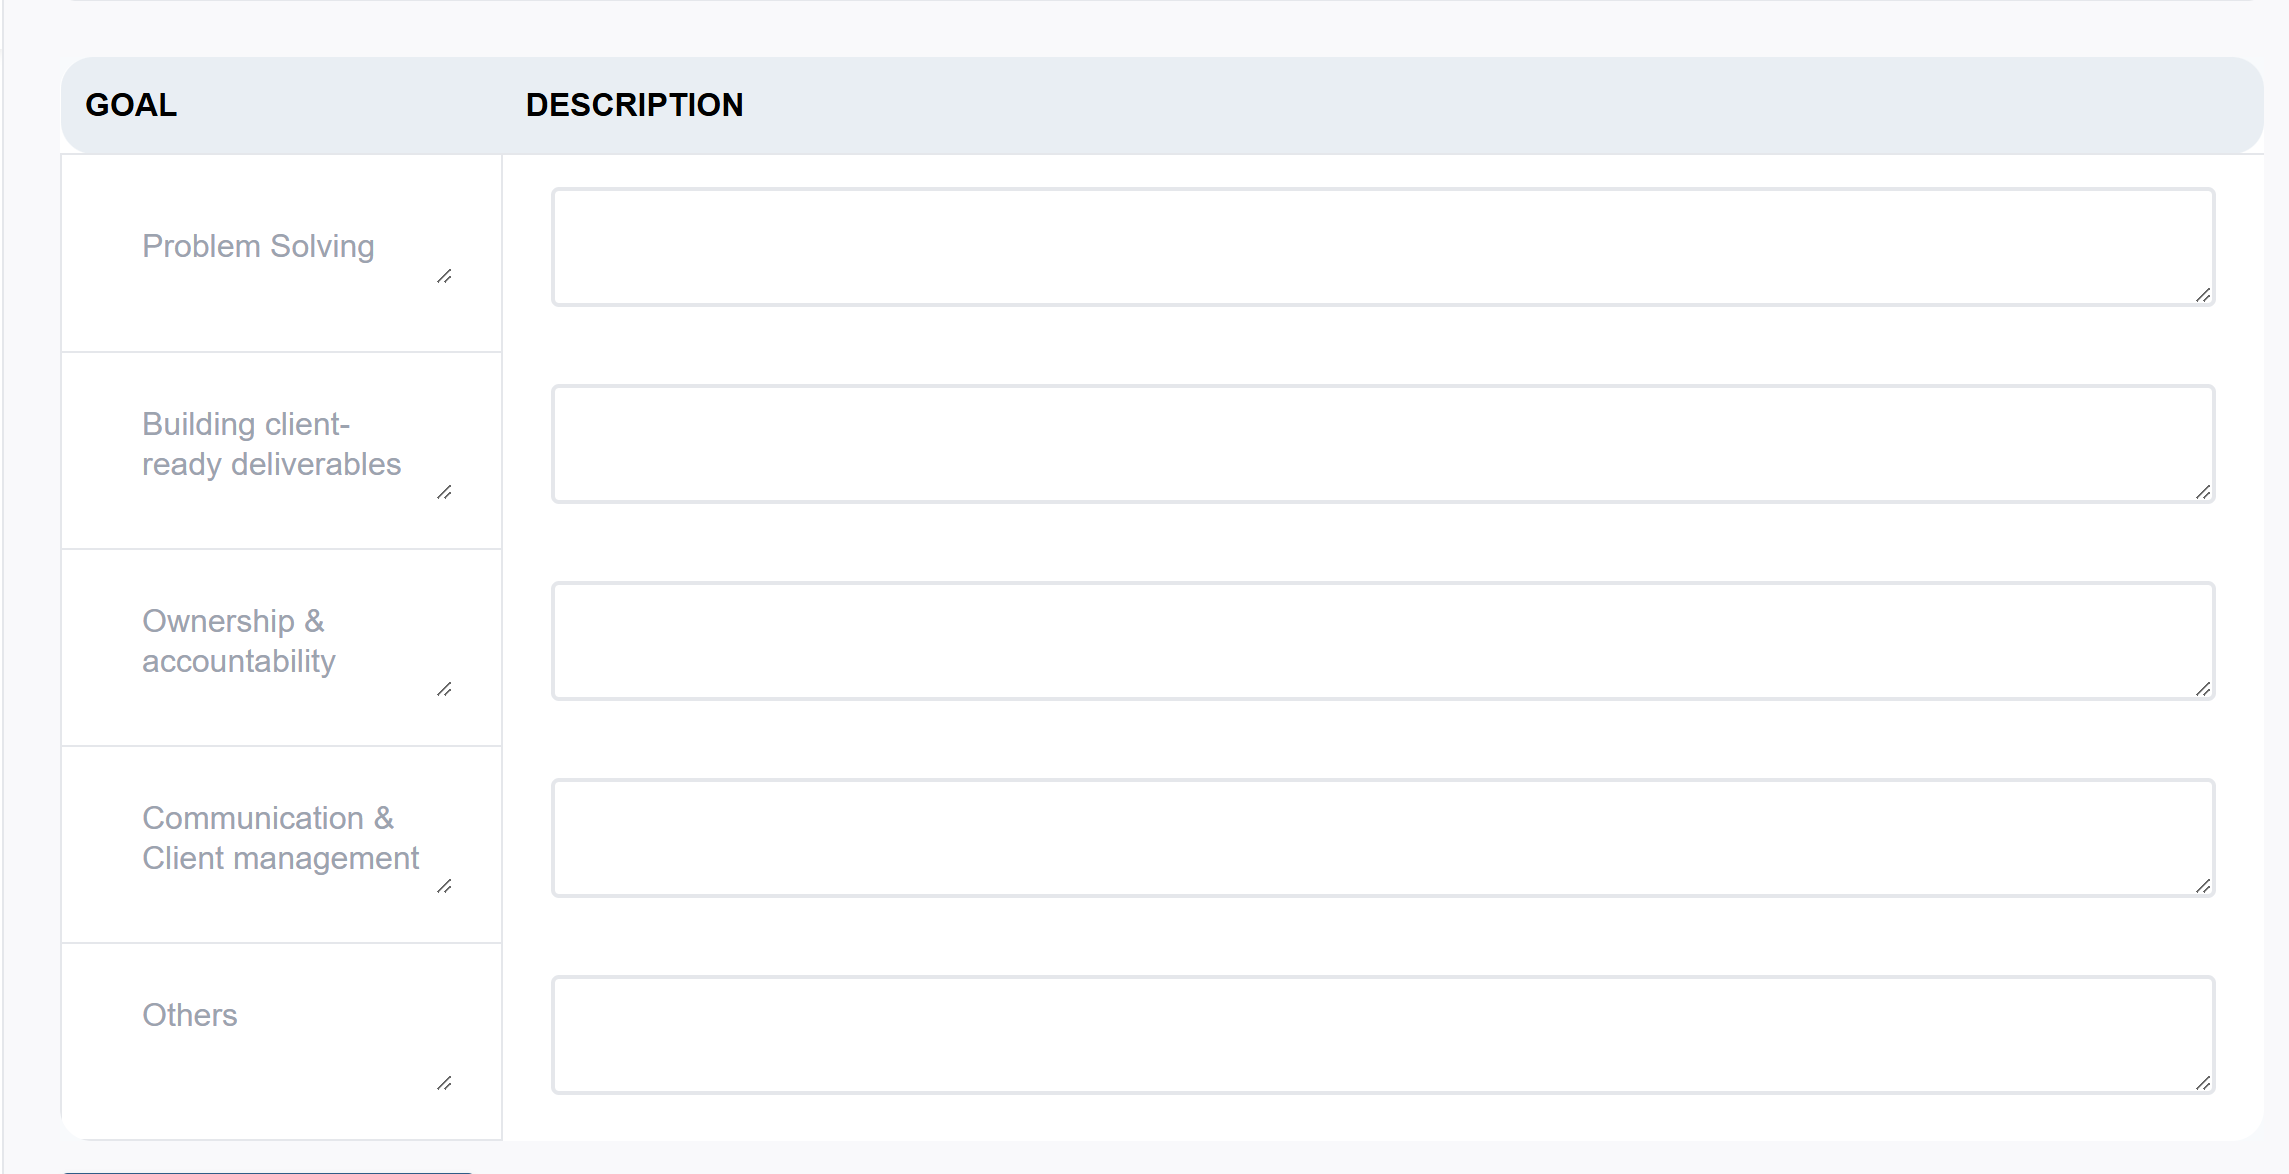 GOAL DESCRIPTION
Problem Solving
Building client-
ready deliverables
Ownership &
accountability
Communication &
Client management
Others